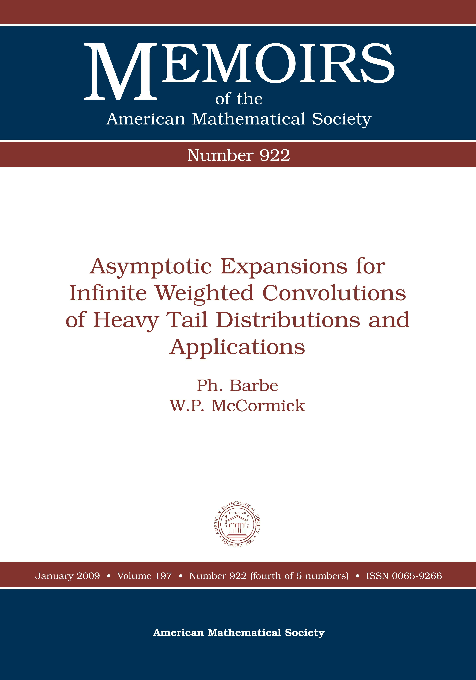 MEMOIRS
of the
American Mathematical Society
Number 922
Asymptotic Expansions for
Infinite Weighted Convolutions
of Heavy Tail Distributions and
Applications
Ph. Barbe
W.P. McCormick
January 2009 • Volume 197 • Number 922 (fourth of 5 numbers) • ISSN 0065-9266
American Mathematical Society